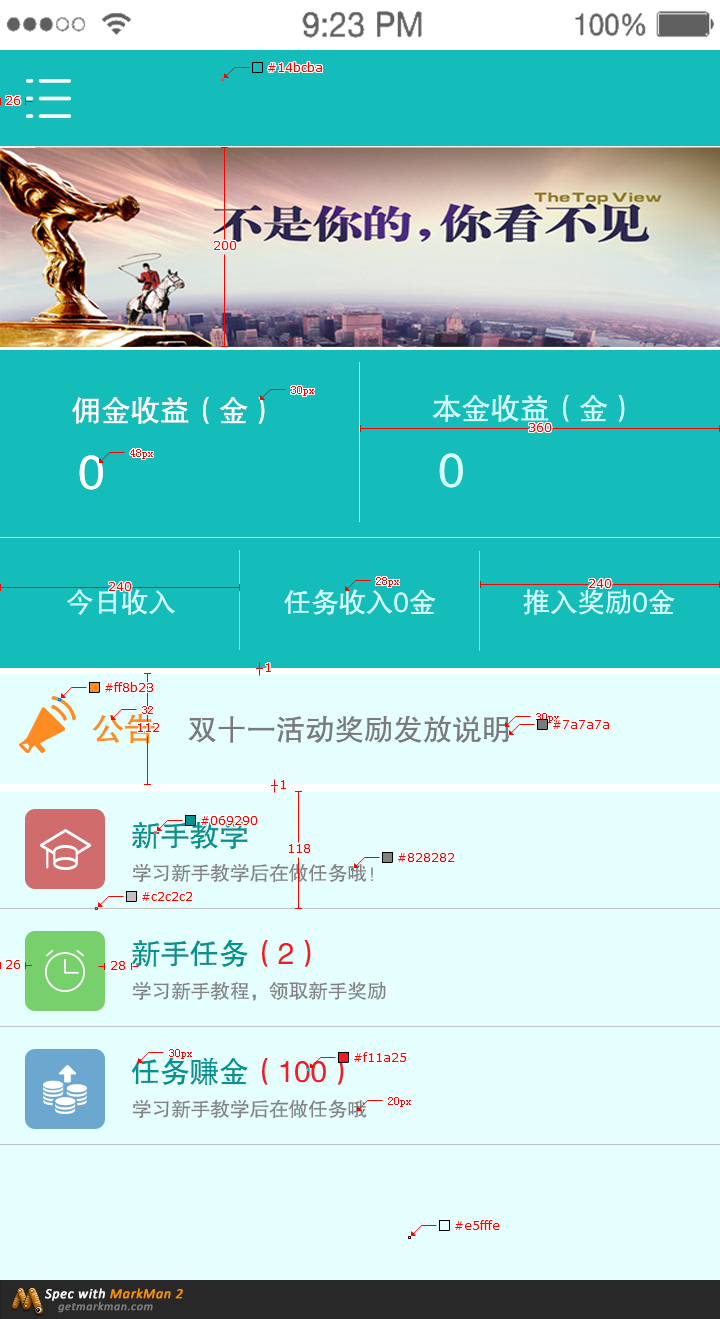 9:23 PM 100%
#14bcba
26
The Top View
不是你的，你看不见
200
30px
佣金收益（金） 本金收益（金）
360
48px
0 0
28px
240 240
今日收入 任务收入0金 推入奖励0金
1
#ff8b23
32 30px
公告 双十一活动奖励发放说明 #7a7a7a
112
1
#069290
新手教学
118
#828282
学习新手教学后在做任务哦！
#c2c2c2
新手任务（2）
26 28
学习新手教程，领取新手奖励
30px #f11a25
任务赚金（100）
20px
学习新手教学后在做任务哦
#e5fffe
Spec with MarkMan 2
getmarkman.com